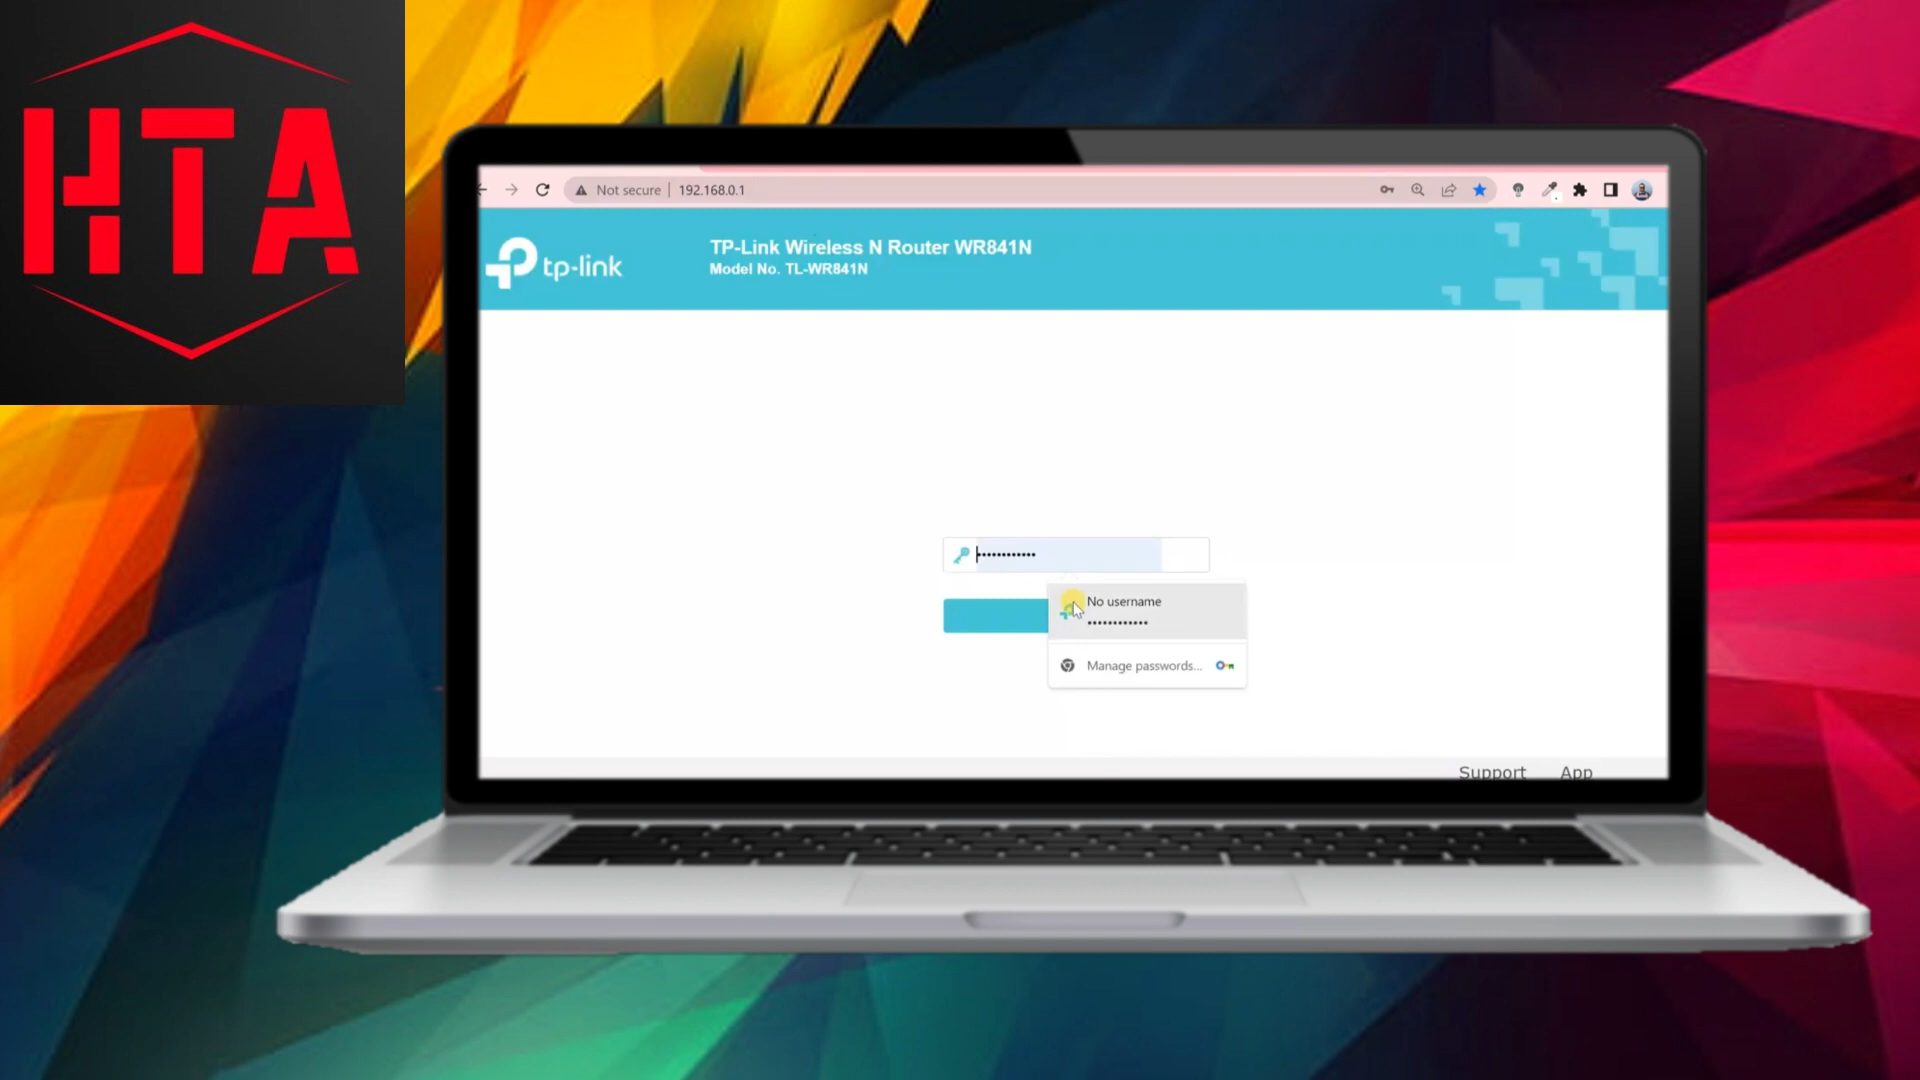 HTA
Not secure
192.168.0.1
tp-link
TP-Link Wireless N Router WR841N
Model No. TL-WR841N
No username
Manage passwords...
Support
App